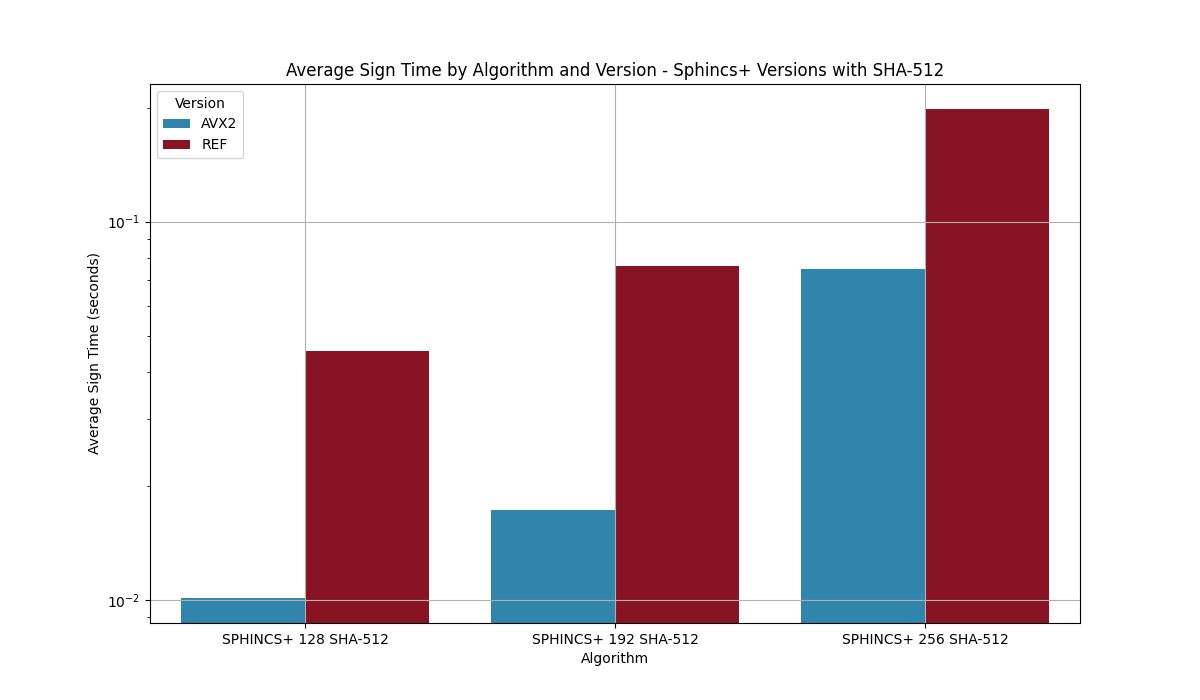 Average Sign Time by Algorithm and Version - Sphincs+ Versions with SHA-512
Version
AVX2
REF
10⁻¹
10⁻²
Average Sign Time (seconds)
SPHINCS+ 128 SHA-512
SPHINCS+ 192 SHA-512
SPHINCS+ 256 SHA-512
Algorithm